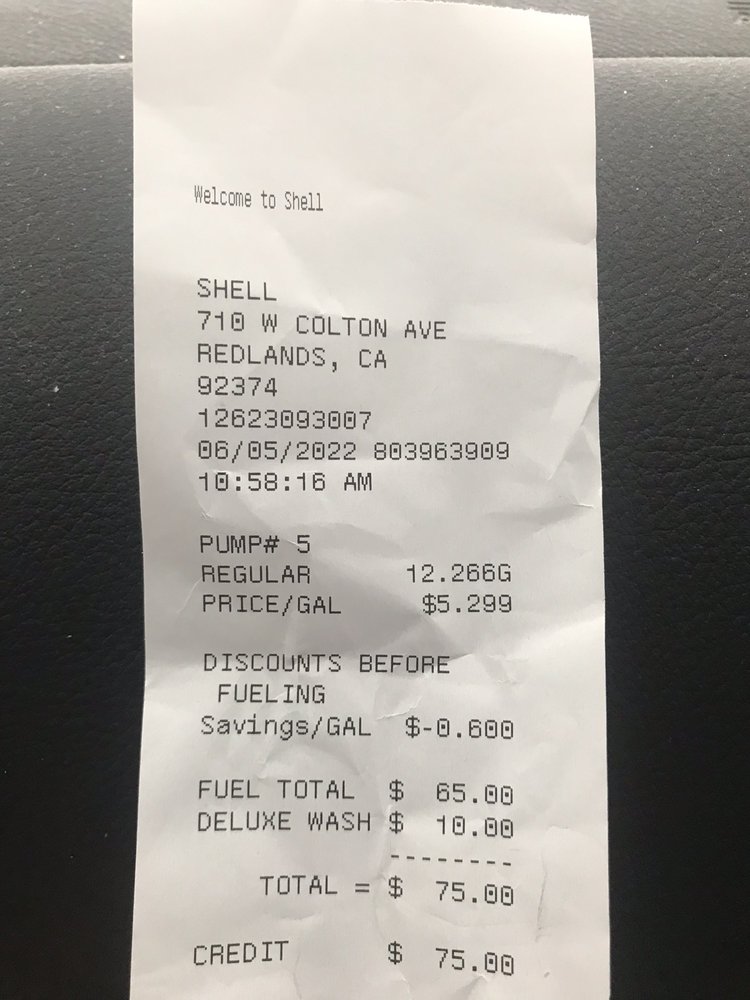 Welcome to Shell
SHELL
710 W COLTON AVE
REDLANDS, CA
92374
12623093007
06/05/2022 803963909
10:58:16 AM
PUMP# 5
REGULAR 12.266G
PRICE/GAL $5.299
DISCOUNTS BEFORE
FUELING
Savings/GAL $-0.600
FUEL TOTAL $ 65.00
DELUXE WASH $ 10.00
--------
TOTAL = $ 75.00
CREDIT $ 75.00